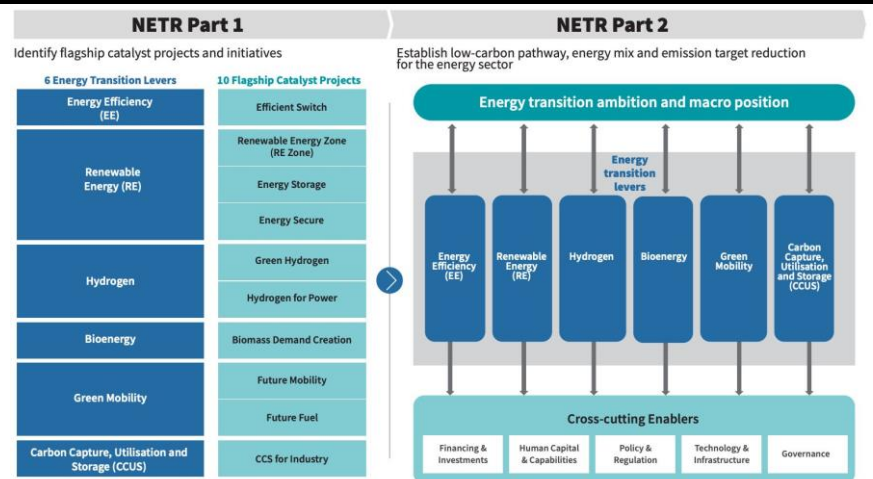 NETR Part 1
Identify flagship catalyst projects and initiatives
6 Energy Transition Levers
10 Flagship Catalyst Projects
Energy Efficiency
(EE)
Efficient Switch
Renewable
Energy (RE)
Renewable Energy Zone
(RE Zone)
Energy Storage
Energy Secure
Hydrogen
Green Hydrogen
Hydrogen for Power
Bioenergy
Biomass Demand Creation
Green Mobility
Future Mobility
Future Fuel
Carbon Capture, Utilisation and
Storage (CCUS)
CCS for Industry
NETR Part 2
Establish low-carbon pathway, energy mix and emission target reduction
for the energy sector
Energy transition ambition and macro position
Energy
transition
levers
Energy
Efficiency
(EE)
Renewable
Energy
(RE)
Hydrogen
Bioenergy
Green
Mobility
Carbon
Capture,
Utilisation
and Storage
(CCUS)
Cross-cutting Enablers
Financing &
Investments
Human Capital
& Capabilities
Policy &
Regulation
Technology &
Infrastructure
Governance